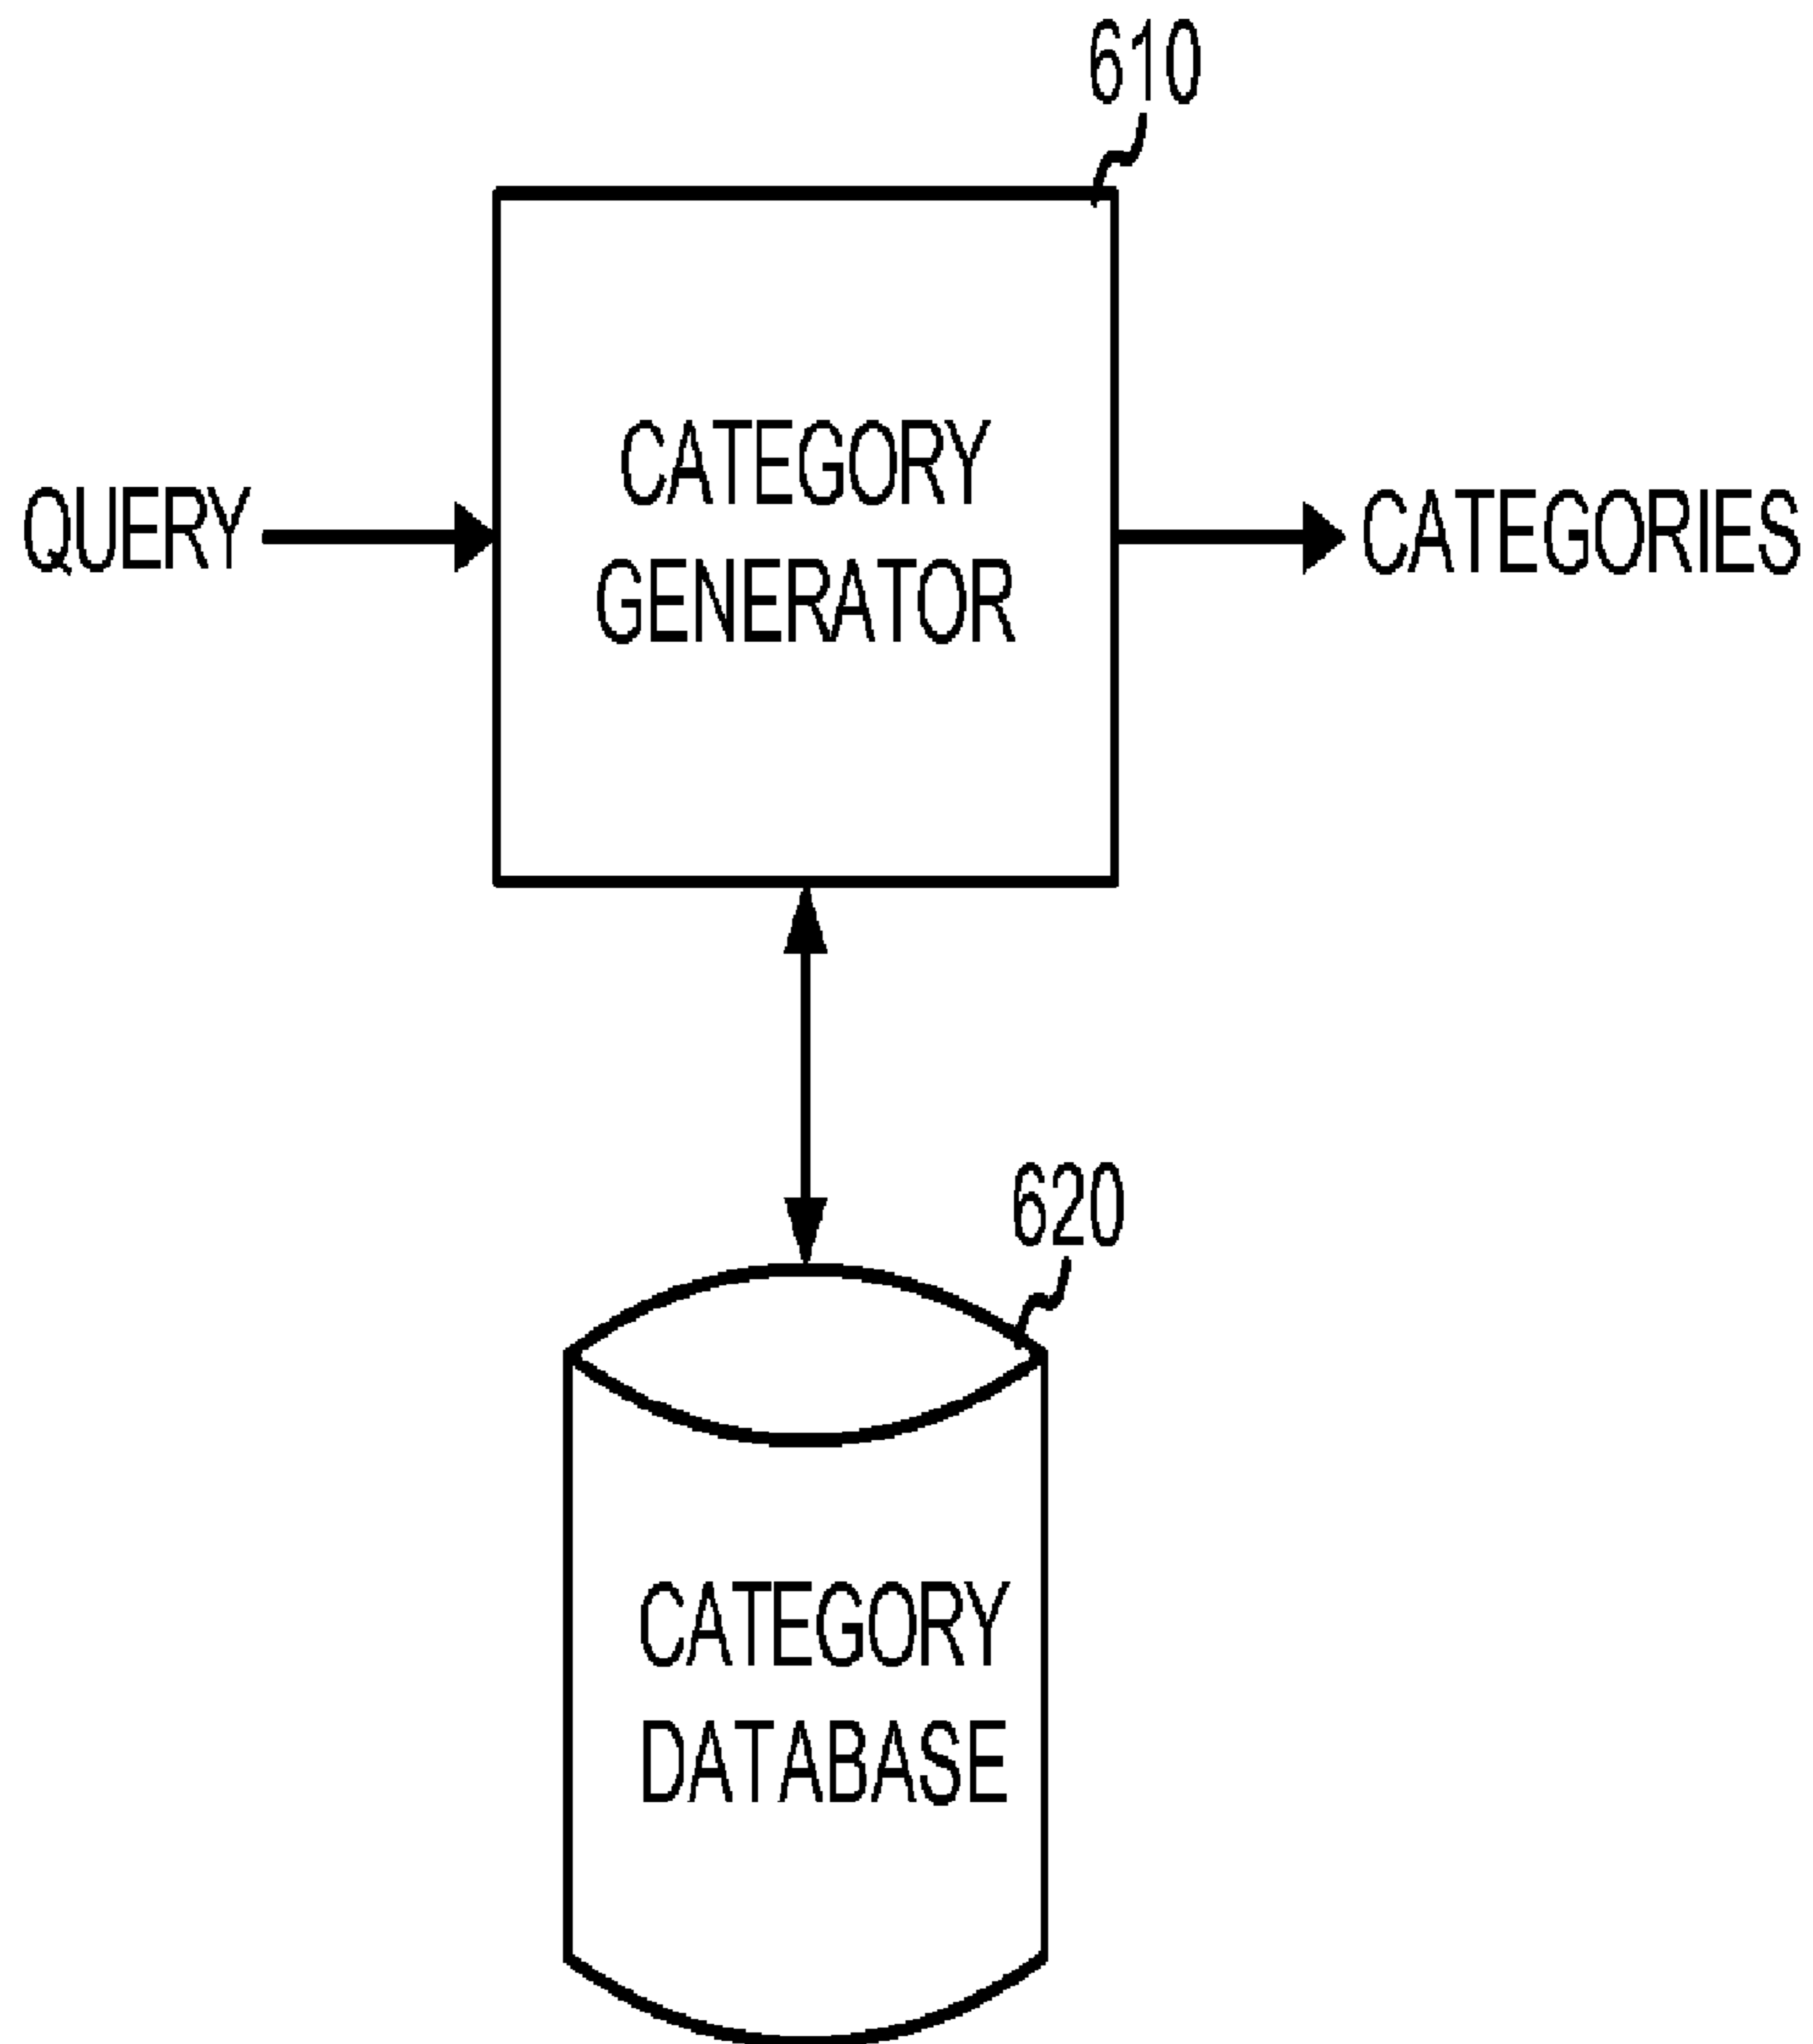 610
CATEGORY
GENERATOR
QUERY
CATEGORIES
620
CATEGORY
DATABASE